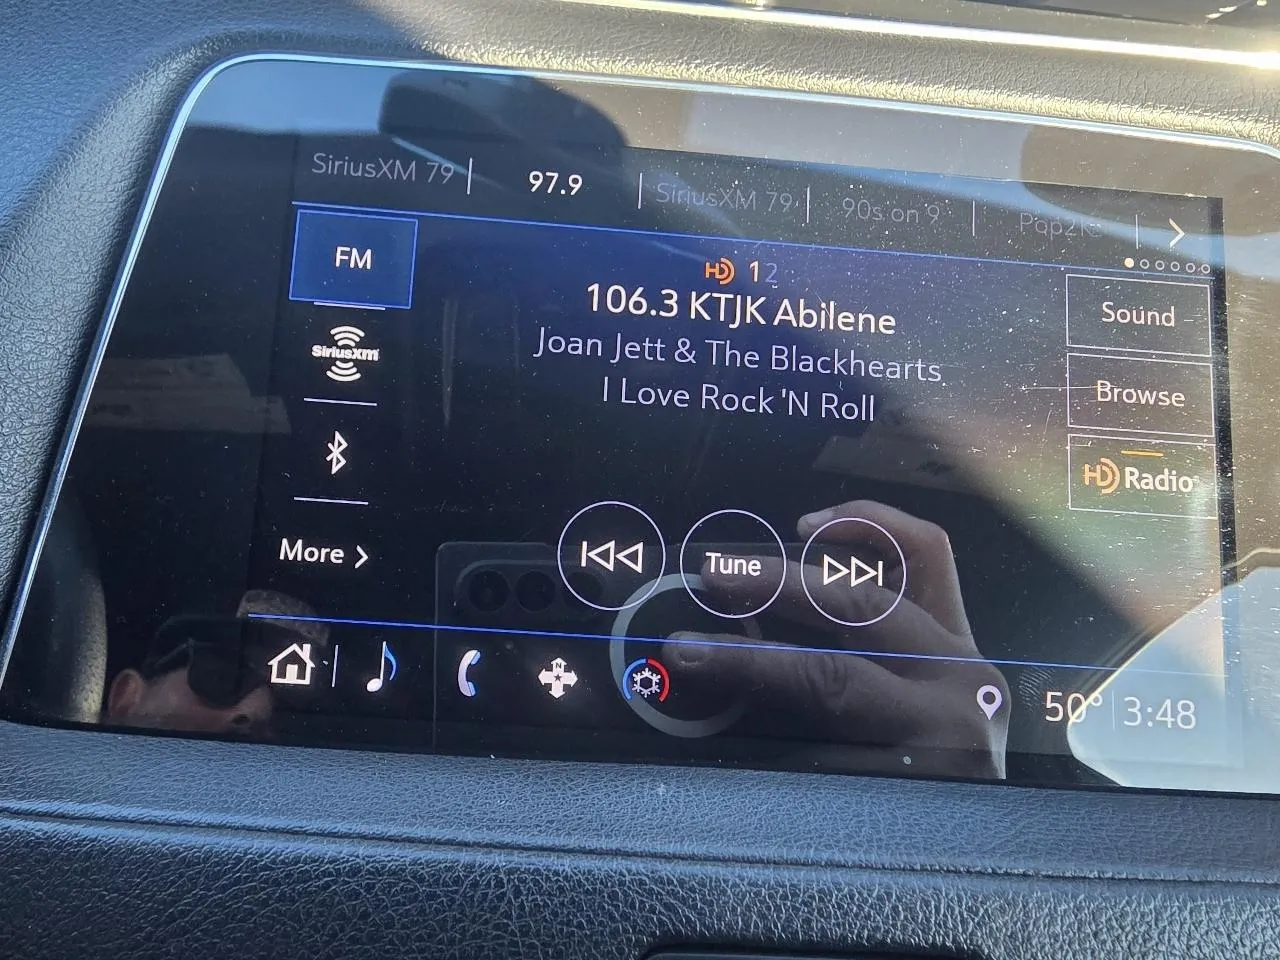 SiriusXM 79
97.9
SiriusXM 79
90s on 9
Pop2K
FM
SiriusXM
More
HD 1 2
106.3 KTJK Abilene
Joan Jett & The Blackhearts
I Love Rock 'N Roll
Sound
Browse
HD Radio
Tune
N
50° 3:48